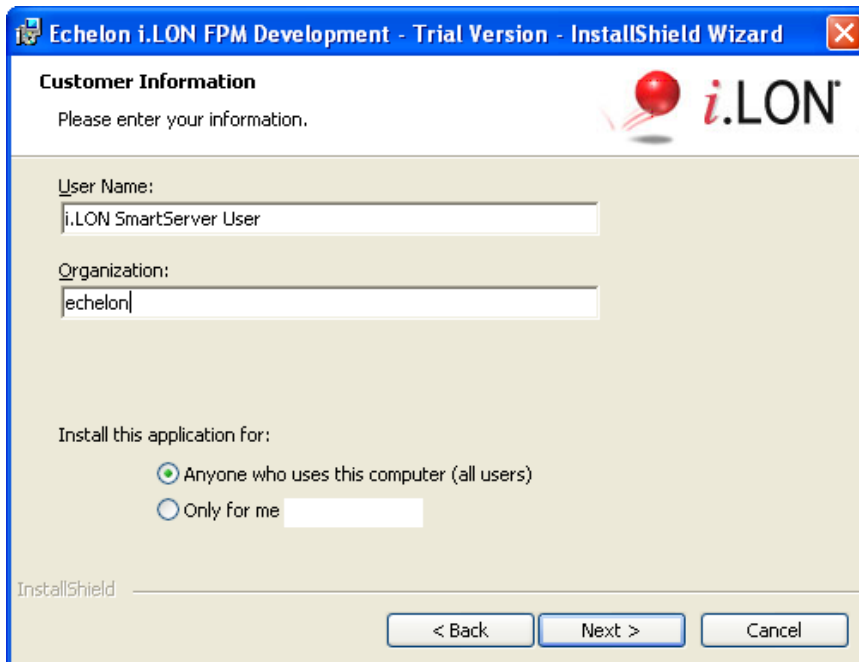 Echelon i.LON FPM Development - Trial Version - InstallShield Wizard
Customer Information
Please enter your information.
i.LON®
User Name:
i.LON SmartServer User
Organization:
echelon
Install this application for:
Anyone who uses this computer (all users)
Only for me
InstallShield
< Back Next > Cancel